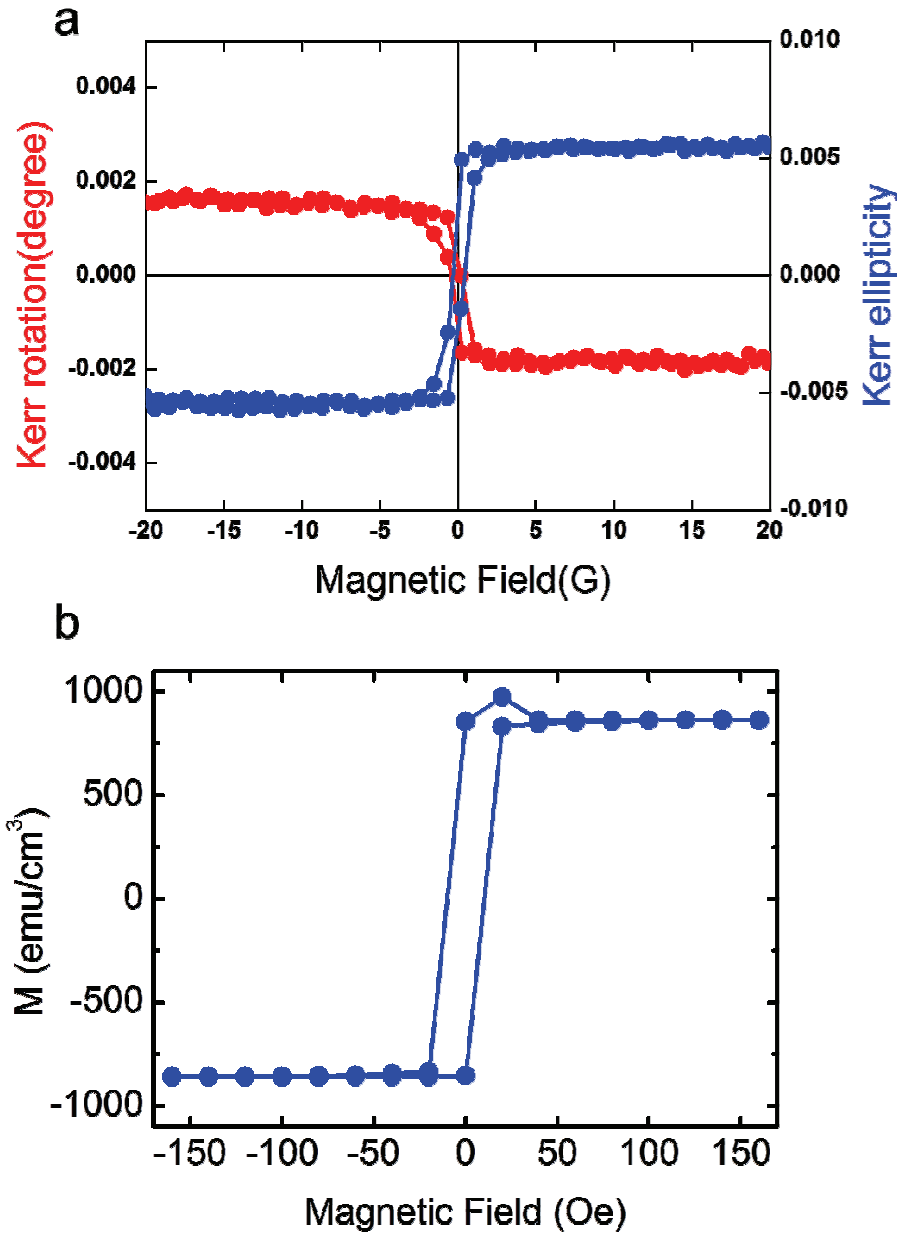 a
0.004
0.002
0.000
-0.002
-0.004
Kerr rotation(degree)
0.010
0.005
0.000
-0.005
-0.010
Kerr ellipticity
-20 -15 -10 -5 0 5 10 15 20
Magnetic Field(G)
b
1000
500
0
-500
-1000
M (emu/cm³)
-150 -100 -50 0 50 100 150
Magnetic Field (Oe)